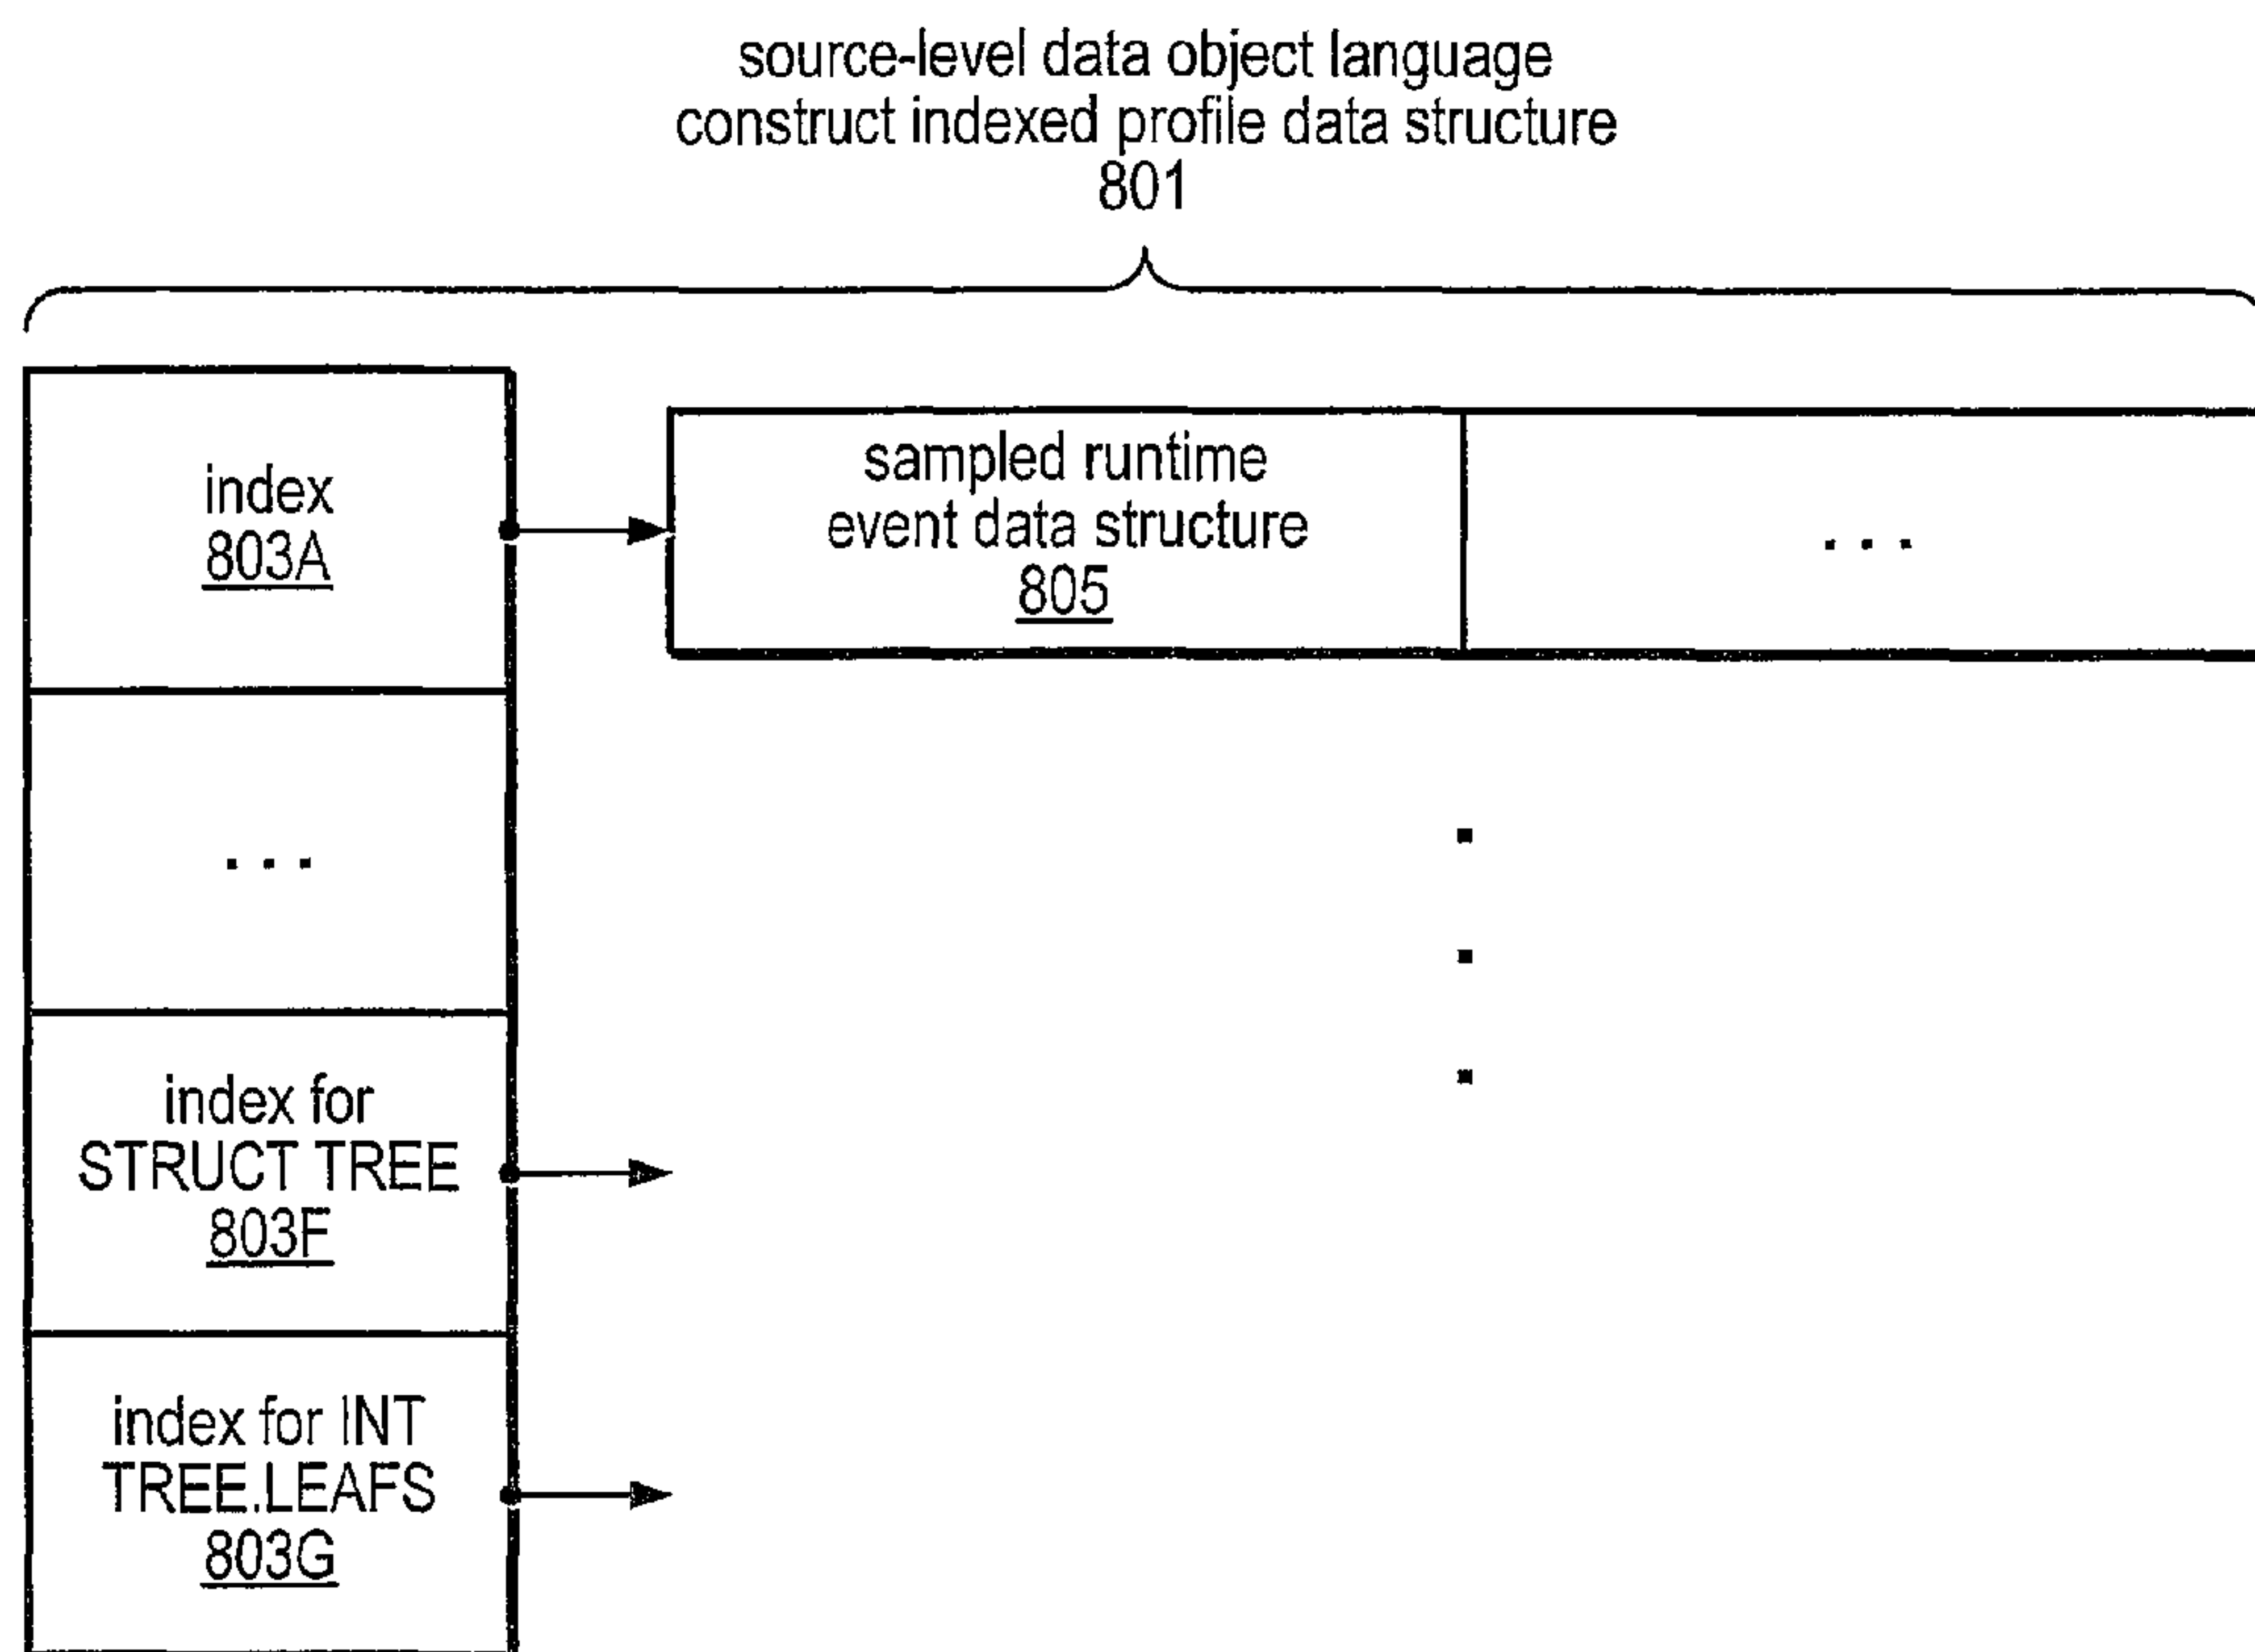 source-level data object language
construct indexed profile data structure
801
index
803A
sampled runtime
event data structure
805
. . .
. . .
index for
STRUCT TREE
803F
index for INT
TREE.LEAFS
803G